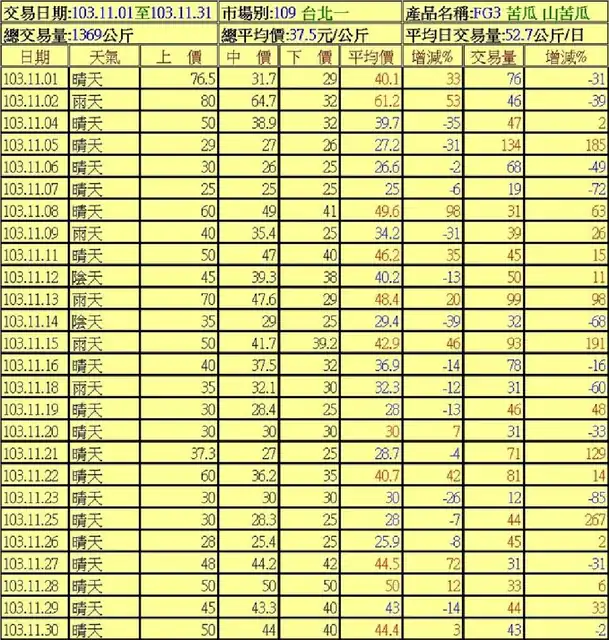 交易日期:103.11.01至103.11.31 市場別:109 台北一 產品名稱:FG3 苦瓜 山苦瓜
總交易量:1369公斤 總平均價:37.5元/公斤 平均日交易量:52.7公斤/日
日期 天氣 上 價 中 價 下 價 平均價 增減% 交易量 增減%
103.11.01 晴天 76.5 31.7 29 40.1 33 76 -31
103.11.02 雨天 80 64.7 32 61.2 53 46 -39
103.11.04 晴天 50 38.9 32 39.7 -35 47 2
103.11.05 晴天 29 27 26 27.2 -31 134 185
103.11.06 晴天 30 26 25 26.6 -2 68 -49
103.11.07 晴天 25 25 25 25 -6 19 -72
103.11.08 晴天 60 49 41 49.6 98 31 63
103.11.09 雨天 40 35.4 25 34.2 -31 39 26
103.11.11 晴天 50 47 40 46.2 35 45 15
103.11.12 陰天 45 39.3 38 40.2 -13 50 11
103.11.13 雨天 70 47.6 29 48.4 20 99 98
103.11.14 陰天 35 29 25 29.4 -39 32 -68
103.11.15 雨天 50 41.7 39.2 42.9 46 93 191
103.11.16 晴天 40 37.5 32 36.9 -14 78 -16
103.11.18 雨天 35 32.1 30 32.3 -12 31 -60
103.11.19 晴天 30 28.4 25 28 -13 46 48
103.11.20 晴天 30 30 30 30 7 31 -33
103.11.21 晴天 37.3 27 25 28.7 -4 71 129
103.11.22 晴天 60 36.2 35 40.7 42 81 14
103.11.23 晴天 30 30 30 30 -26 12 -85
103.11.25 晴天 30 28.3 25 28 -7 44 267
103.11.26 晴天 28 25.4 25 25.9 -8 45 2
103.11.27 晴天 48 44.2 42 44.5 72 31 -31
103.11.28 晴天 50 50 50 50 12 33 6
103.11.29 晴天 45 43.3 40 43 -14 44 33
103.11.30 晴天 50 44 40 44.4 3 43 -2